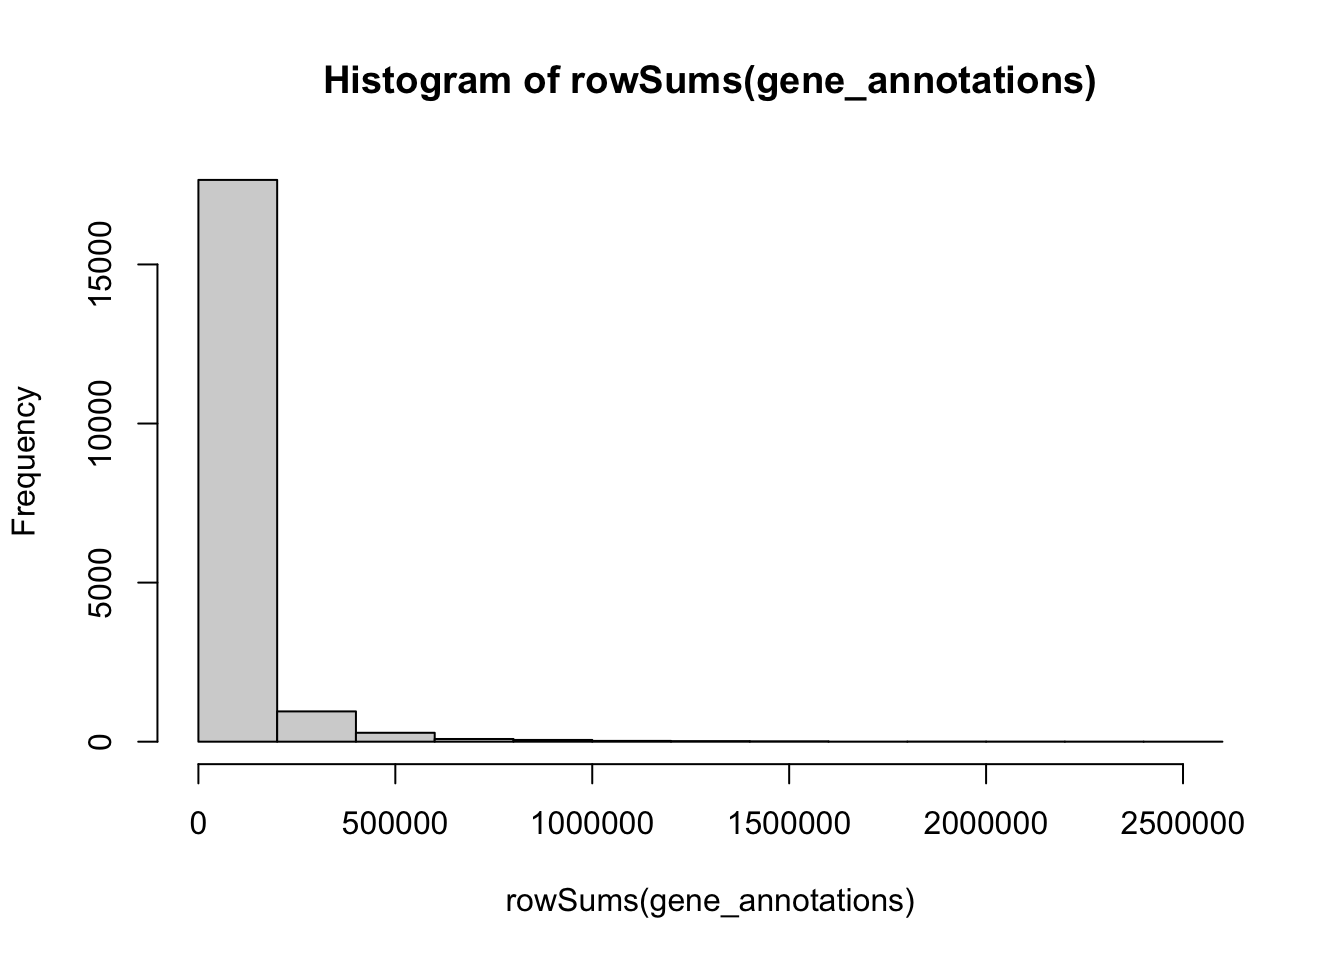 Histogram of rowSums(gene_annotations)
Frequency
15000
10000
5000
0
0 500000 1000000 1500000 2000000 2500000
rowSums(gene_annotations)